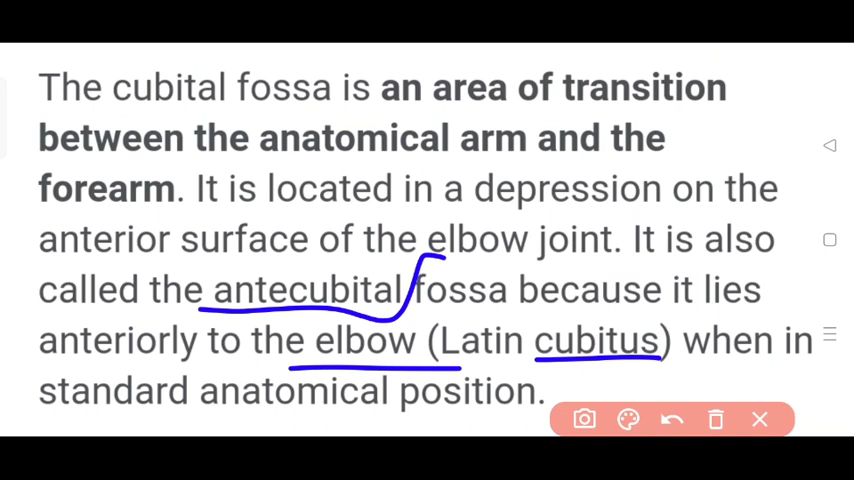 The cubital fossa is an area of transition
between the anatomical arm and the
forearm. It is located in a depression on the
anterior surface of the elbow joint. It is also
called the antecubital fossa because it lies
anteriorly to the elbow (Latin cubitus) when in
standard anatomical position.